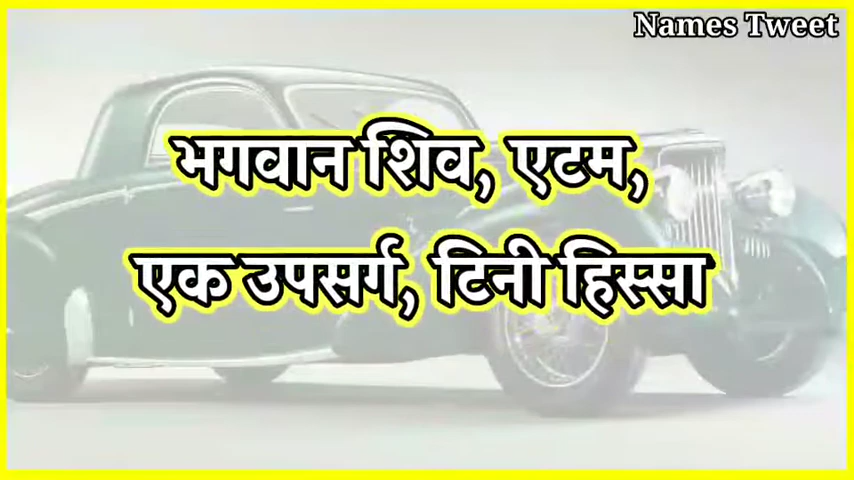 Names Tweet
भगवान शिव, एटम,
एक उपसर्ग, टिनी हिस्सा